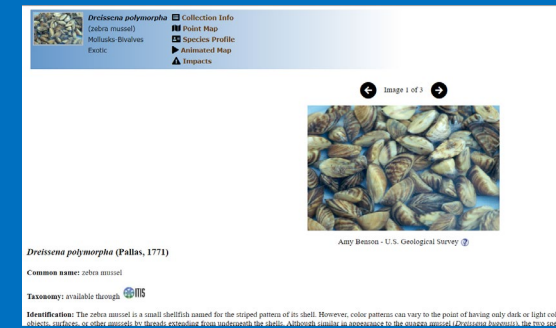 Dreissena polymorpha
(zebra mussel)
Mollusks-Bivalves
Exotic
Collection Info
Point Map
Species Profile
Animated Map
Impacts
Image 1 of 3
Amy Benson - U.S. Geological Survey ?
Dreissena polymorpha (Pallas, 1771)
Common name: zebra mussel
Taxonomy: available through ITIS
Identification: The zebra mussel is a small shellfish named for the striped pattern of its shell. However, color patterns can vary to the point of having only dark or light co
objects, surfaces, or other mussels by threads extending from underneath the shells. Although similar in appearance to the quagga mussel (Dreissena bugensis), the two spe